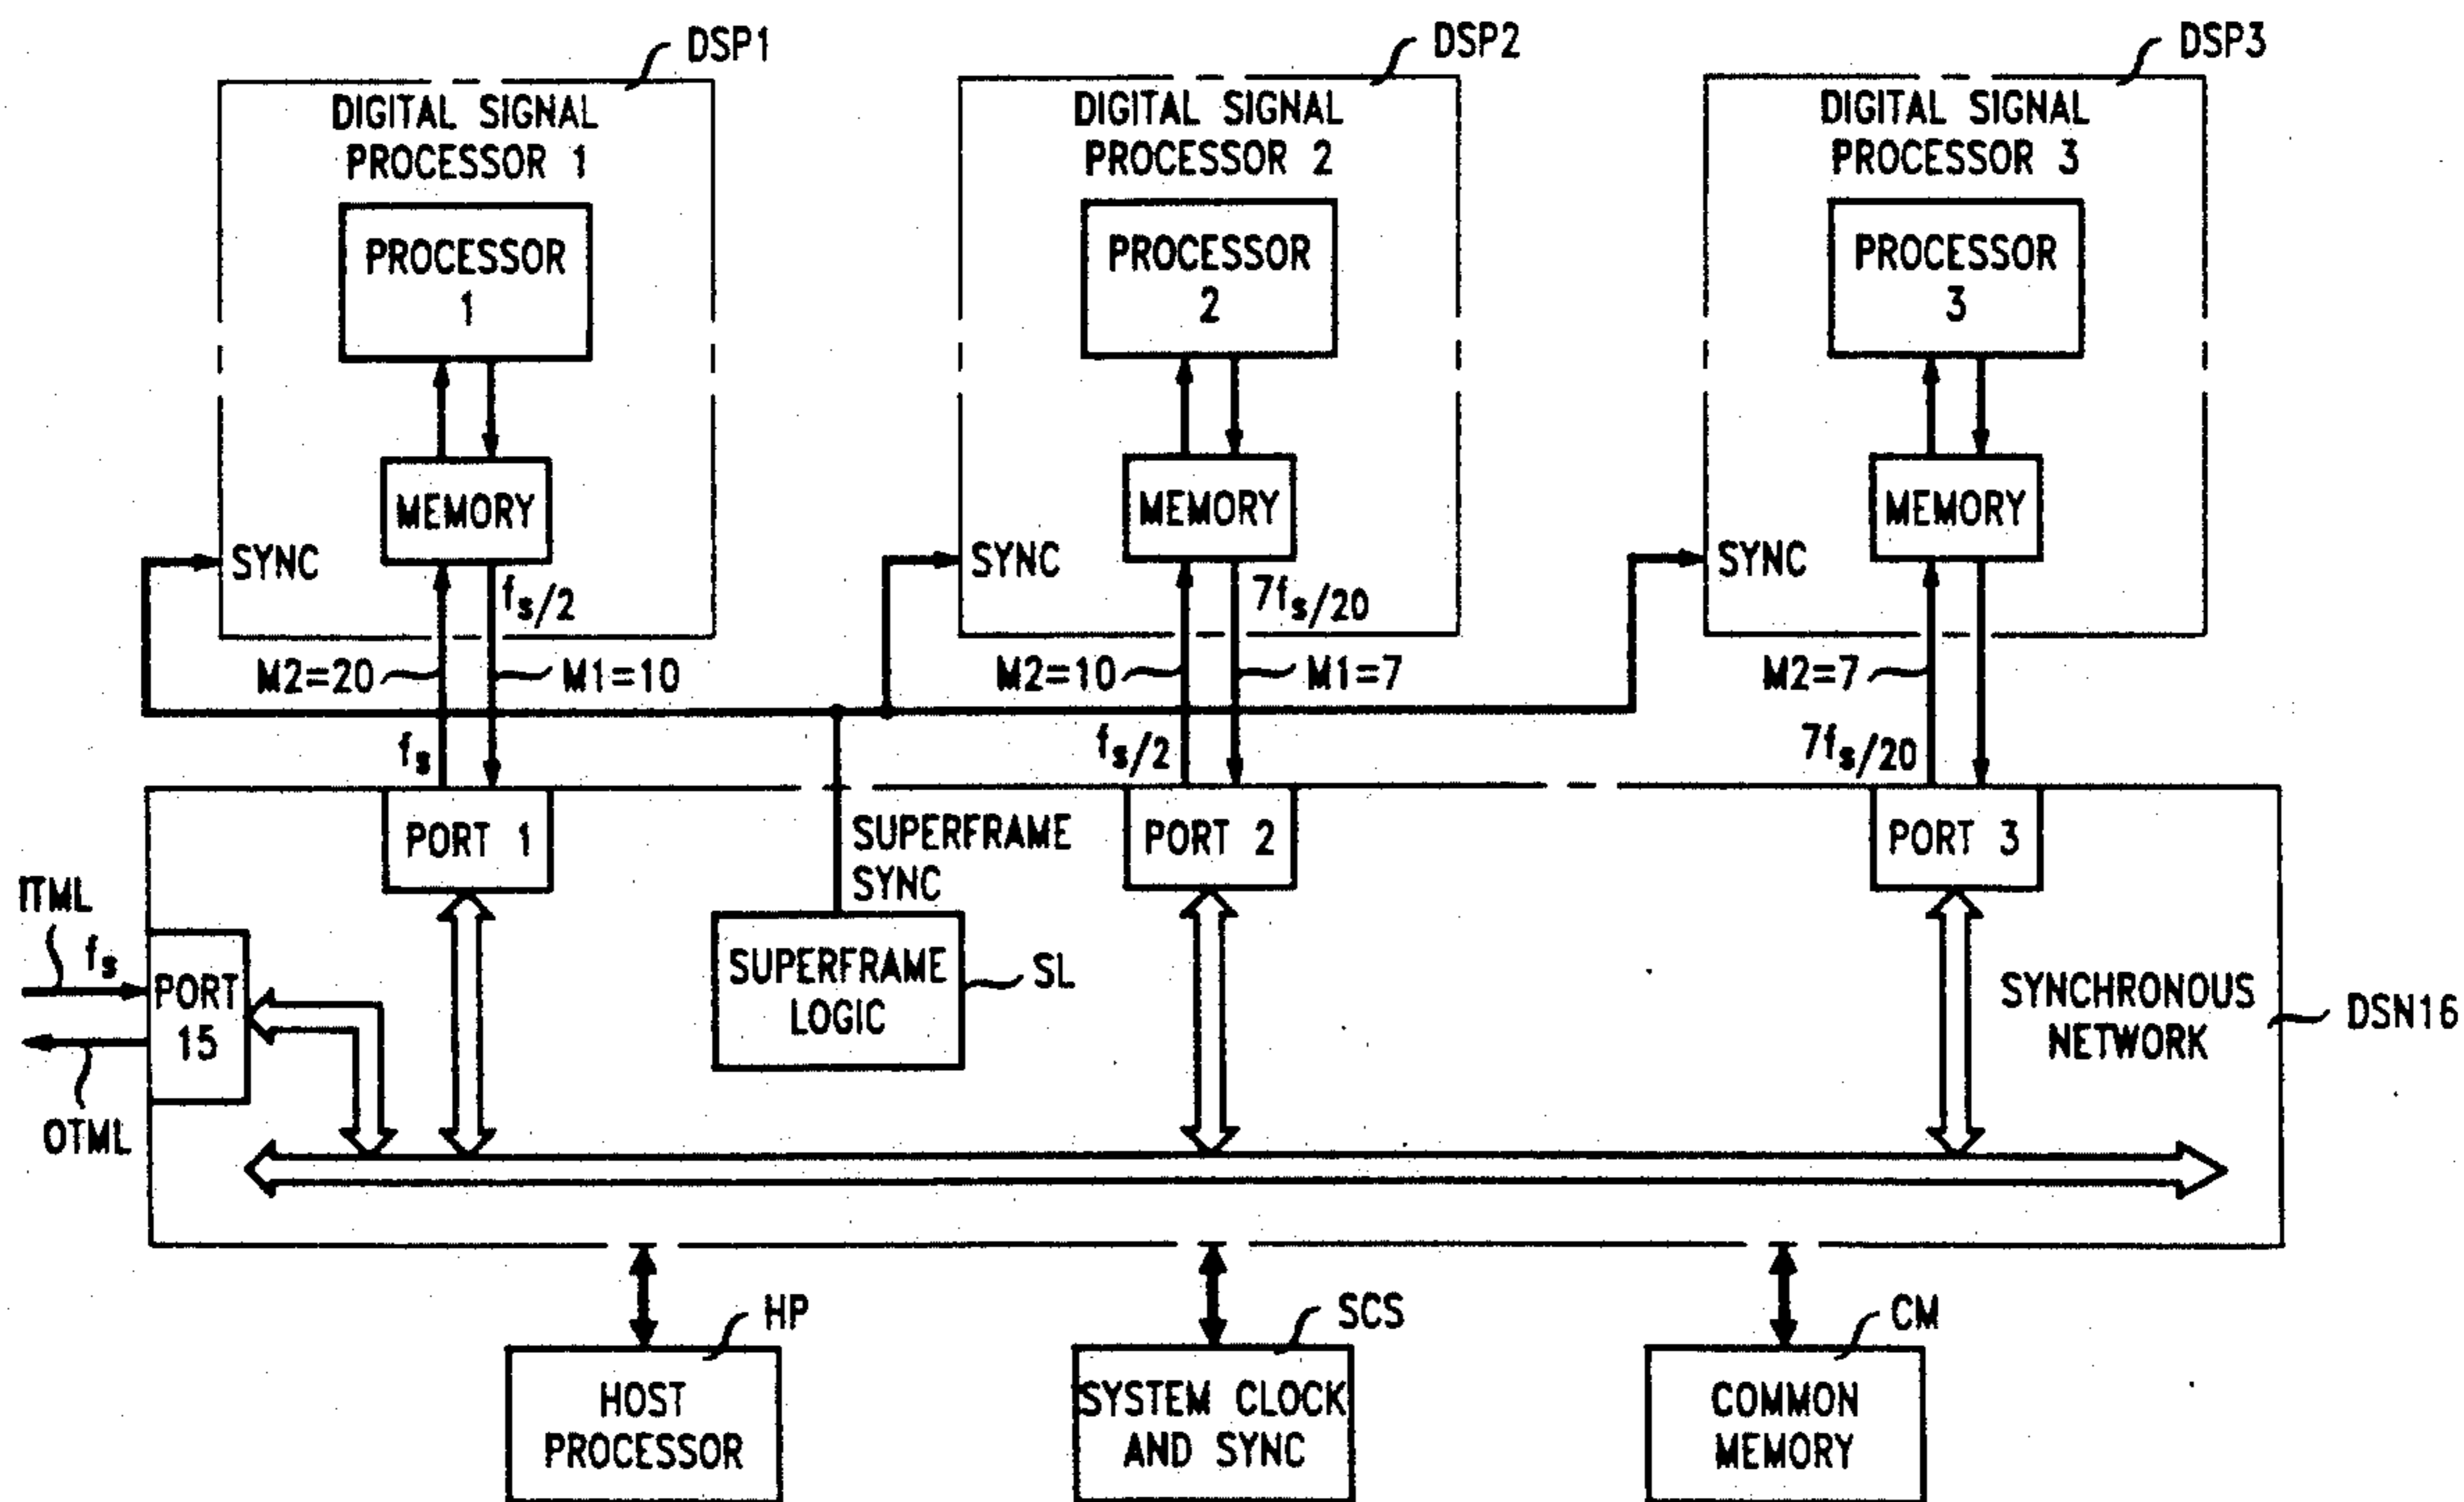 DSP1
DSP2
DSP3
DIGITAL SIGNAL
PROCESSOR 1
DIGITAL SIGNAL
PROCESSOR 2
DIGITAL SIGNAL
PROCESSOR 3
PROCESSOR
1
PROCESSOR
2
PROCESSOR
3
MEMORY
MEMORY
MEMORY
SYNC
SYNC
SYNC
fs/2
7fs/20
M2=20
M1=10
M2=10
M1=7
M2=7
fs
fs/2
7fs/20
PORT 1
SUPERFRAME
SYNC
PORT 2
PORT 3
ITML
fs
PORT
15
OTML
SUPERFRAME
LOGIC
SL
SYNCHRONOUS
NETWORK
DSN16
HP
SCS
CM
HOST
PROCESSOR
SYSTEM CLOCK
AND SYNC
COMMON
MEMORY